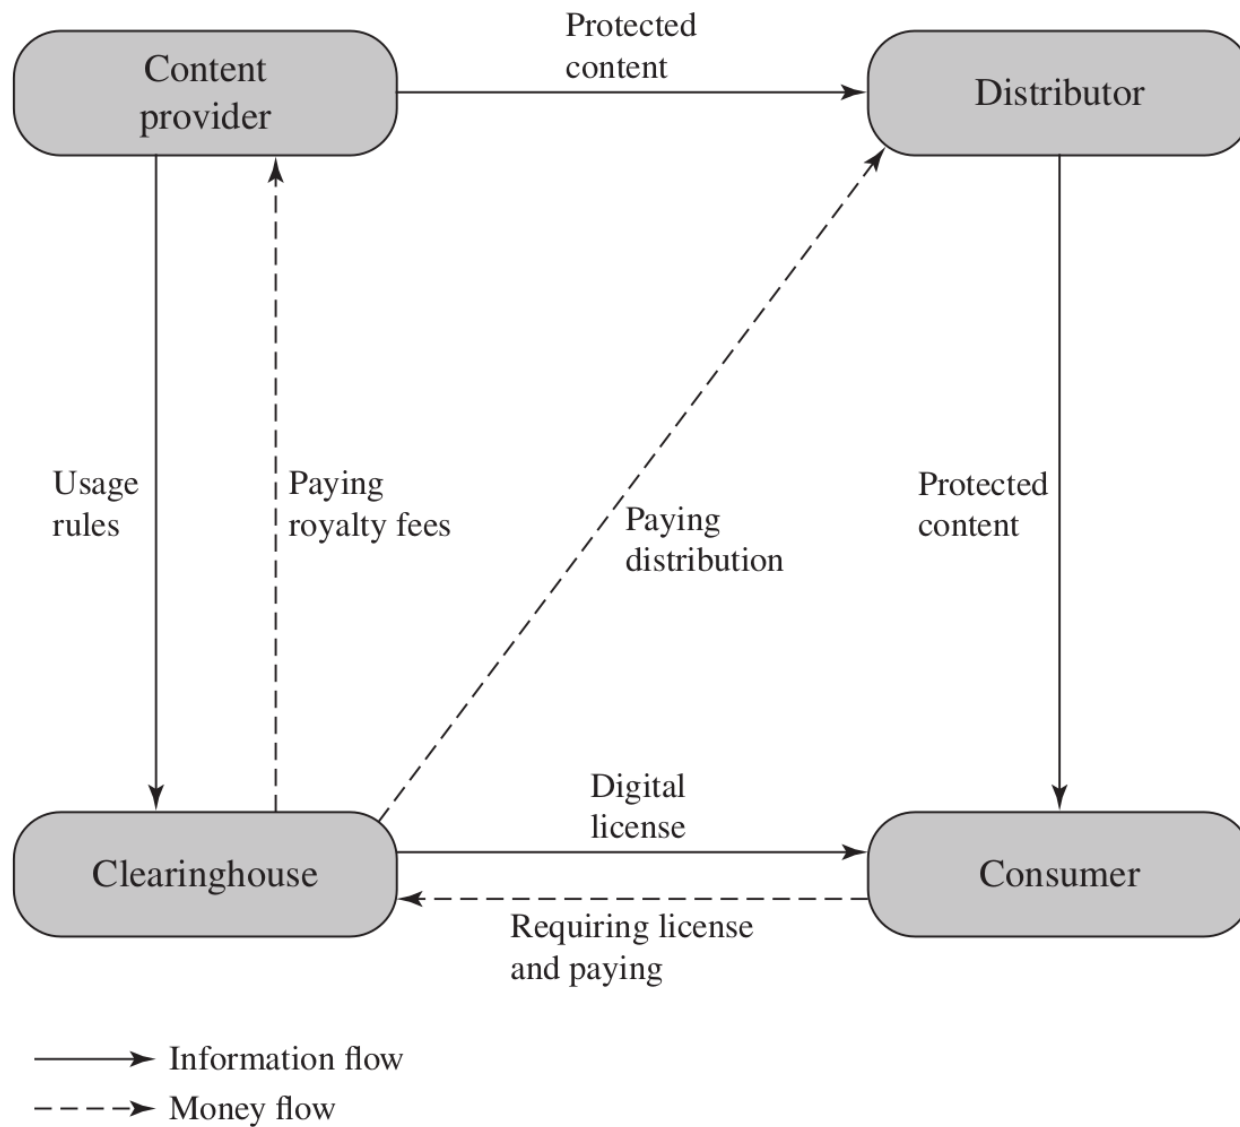 Protected
content
Content
provider
Distributor
Usage
rules
Paying
royalty fees
Paying
distribution
Protected
content
Digital
license
Clearinghouse
Consumer
Requiring license
and paying
Information flow
Money flow